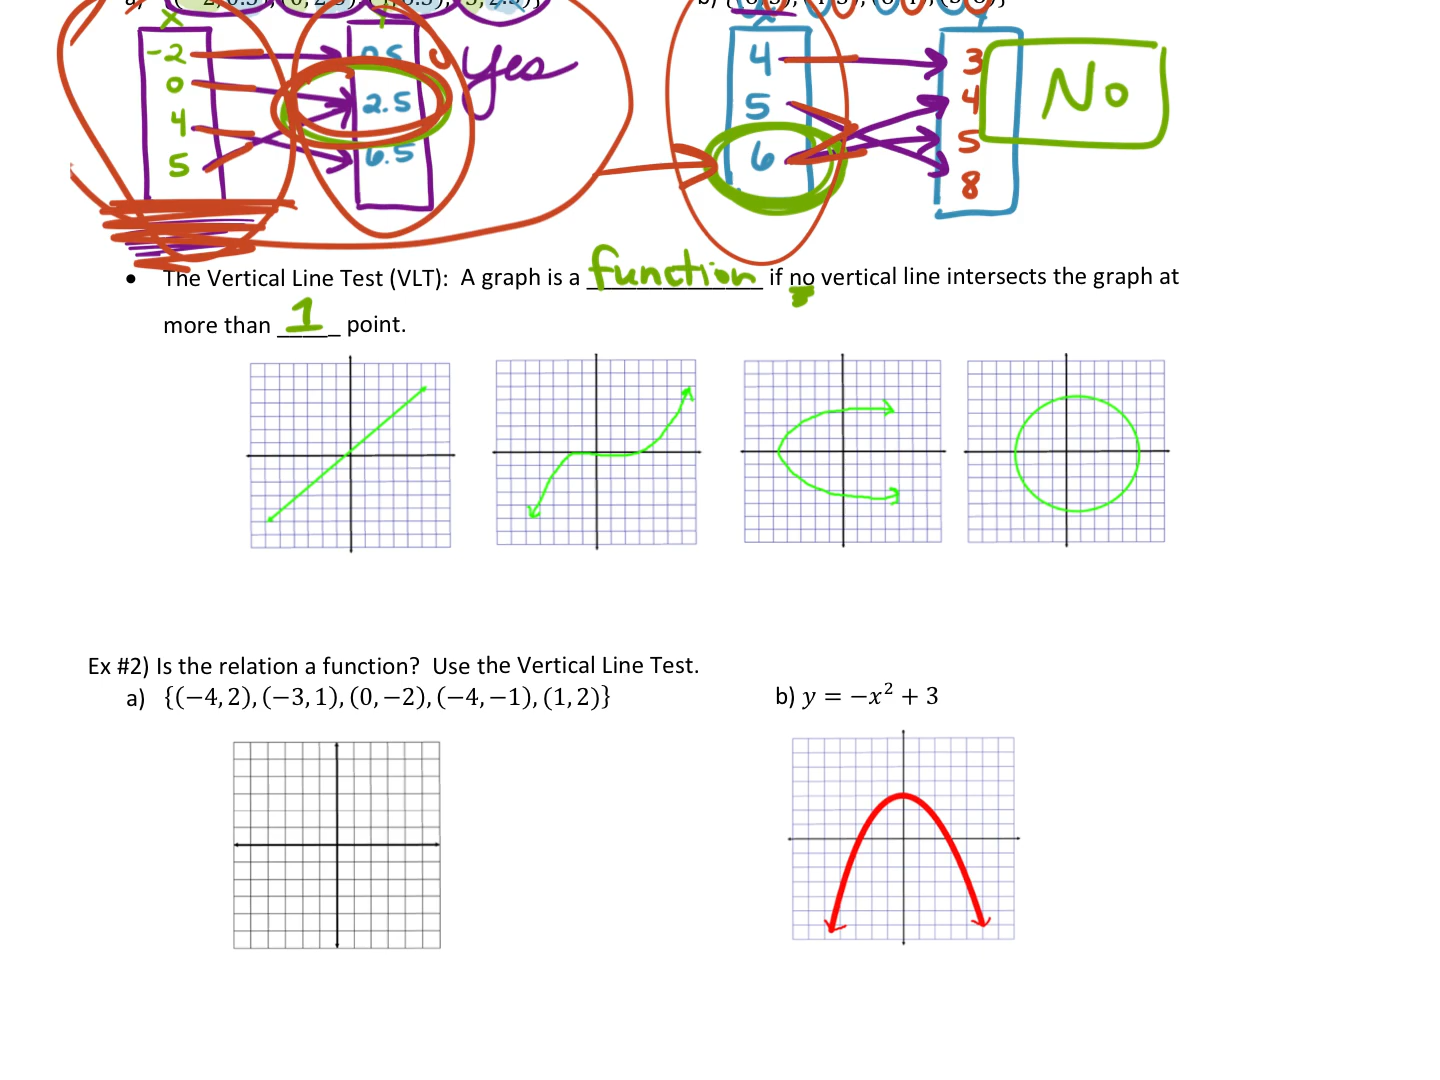 x
-2
0
4
5
2.5
6.5
yes
4
5
6
3
4
5
8
No
• The Vertical Line Test (VLT): A graph is a function if no vertical line intersects the graph at
more than 1 point.
Ex #2) Is the relation a function? Use the Vertical Line Test.
a) {(−4, 2), (−3, 1), (0, −2), (−4, −1), (1, 2)}
b) y = −x² + 3